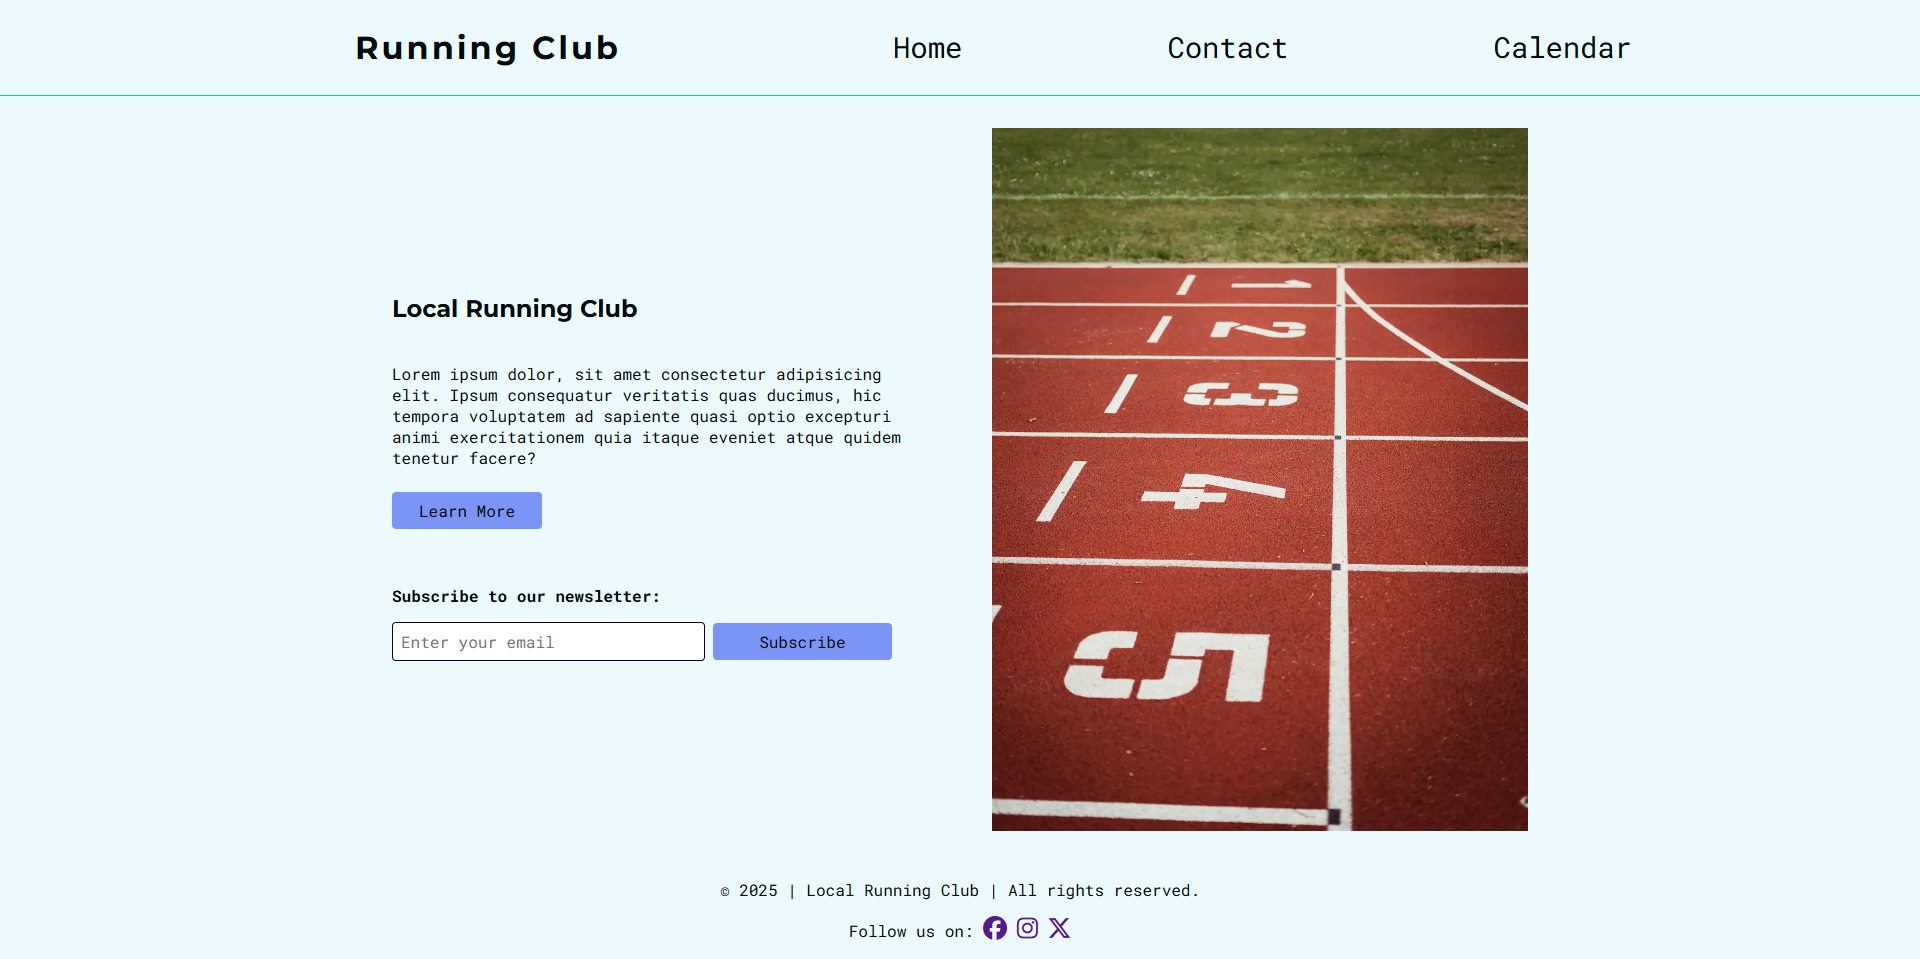 Running Club
Home
Contact
Calendar
Local Running Club
Lorem ipsum dolor, sit amet consectetur adipisicing
elit. Ipsum consequatur veritatis quas ducimus, hic
tempora voluptatem ad sapiente quasi optio excepturi
animi exercitationem quia itaque eveniet atque quidem
tenetur facere?
Learn More
Subscribe to our newsletter:
Enter your email
Subscribe
1
2
3
4
5
© 2025 | Local Running Club | All rights reserved.
Follow us on: